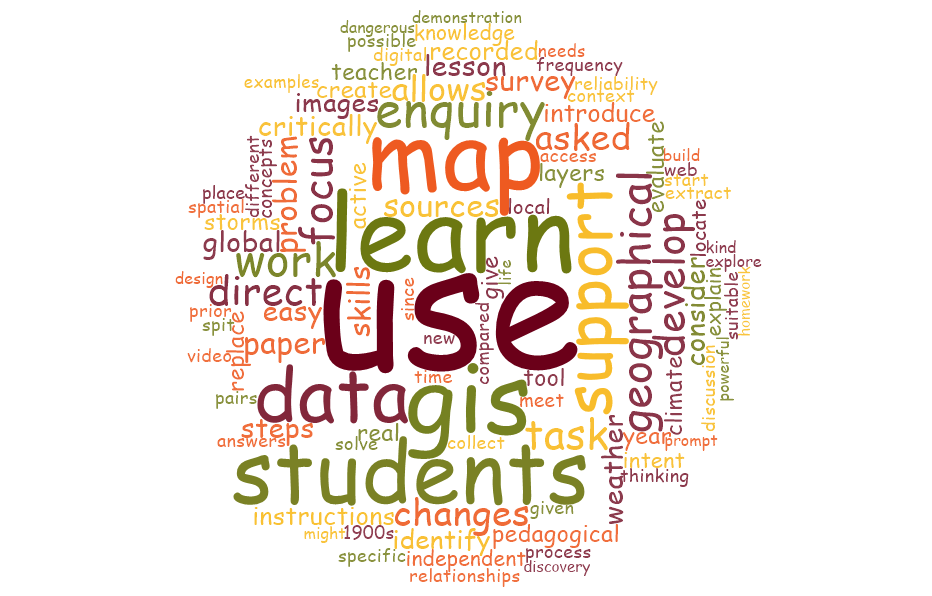 demonstration
dangerous
knowledge
possible
digital
recorded
needs
teacher
lesson
frequency
examples
create
allows
survey
reliability
context
images
enquiry
introduce
critically
asked
map
access
build
different
concepts
problem
focus
active
layers
evaluate
web
start
extract
place
spatial
storms
sources
local
learn
support
geographical
develop
locate
global
work
kind
explore
design
direct
skills
since
use
give
life
compared
consider
explain
suitable
homework
prior
spit
easy
new
climate
powerful
video
replace
paper
time
tool
discussion
pairs
data
gis
meet
steps
answers
real
solve
collect
task
year
prompt
students
weather
intent
thinking
instructions
changes
given
might
1900s
identify
pedagogical
specific
independent
process
relationships
discovery